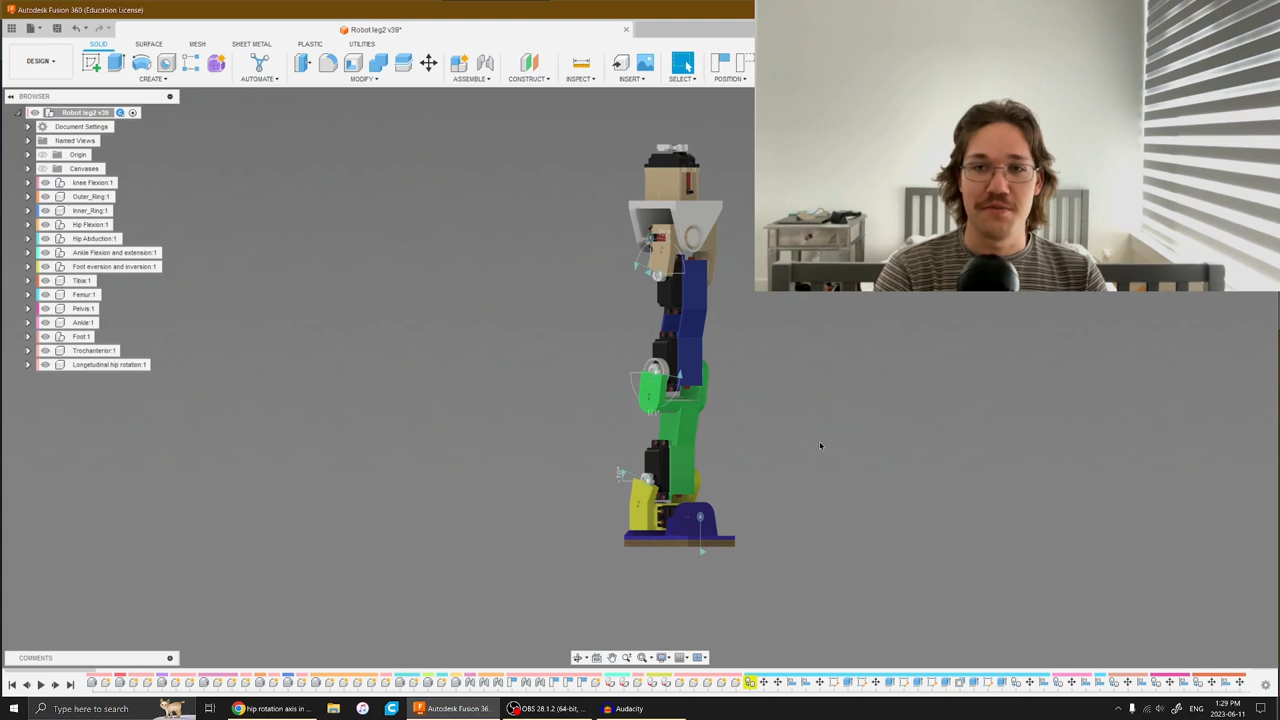 Autodesk Fusion 360 (Education License)
Robot leg2 v39*
SOLID SURFACE MESH SHEET METAL PLASTIC UTILITIES
DESIGN
CREATE AUTOMATE MODIFY ASSEMBLE CONSTRUCT INSPECT INSERT SELECT POSITION
BROWSER
Robot leg2 v39
Document Settings
Named Views
Origin
Canvases
knee Flexion:1
Outer_Ring:1
Inner_Ring:1
Hip Flexion:1
Hip Abduction:1
Ankle Flexion and extension:1
Foot eversion and inversion:1
Tibia:1
Femur:1
Pelvis:1
Ankle:1
Foot:1
Trochanterior:1
Longetudinal hip rotation:1
COMMENTS
Type here to search
hip rotation axis in ...
Autodesk Fusion 36...
OBS 28.1.2 (64-bit, ...
Audacity
ENG
1:29 PM
2023-06-11